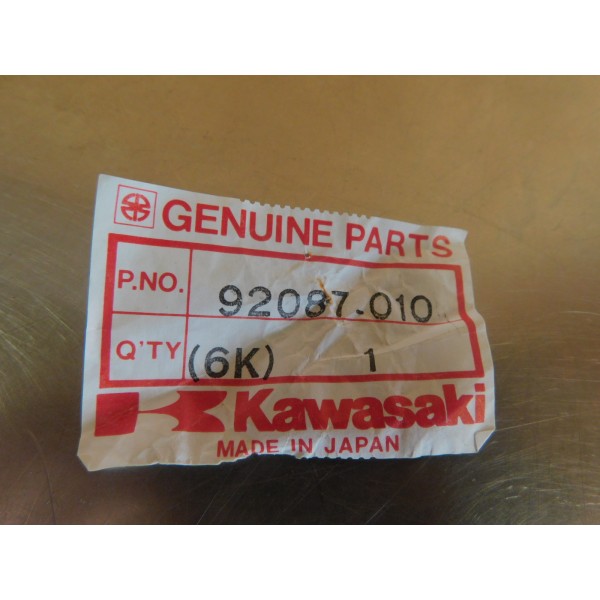 GENUINE PARTS
P.NO. 92087-010
Q'TY (6K) 1
Kawasaki
MADE IN JAPAN